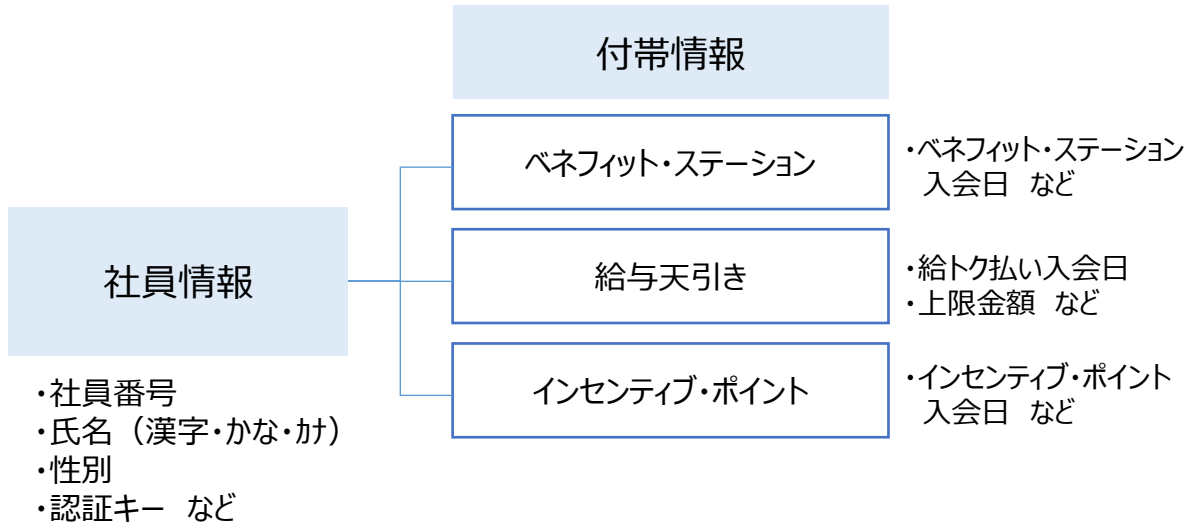 付帯情報
ベネフィット・ステーション
・ベネフィット・ステーション
入会日 など
社員情報
給与天引き
・給トク払い入会日
・上限金額 など
インセンティブ・ポイント
・インセンティブ・ポイント
入会日 など
・社員番号
・氏名（漢字・かな・ｶﾅ）
・性別
・認証キー など